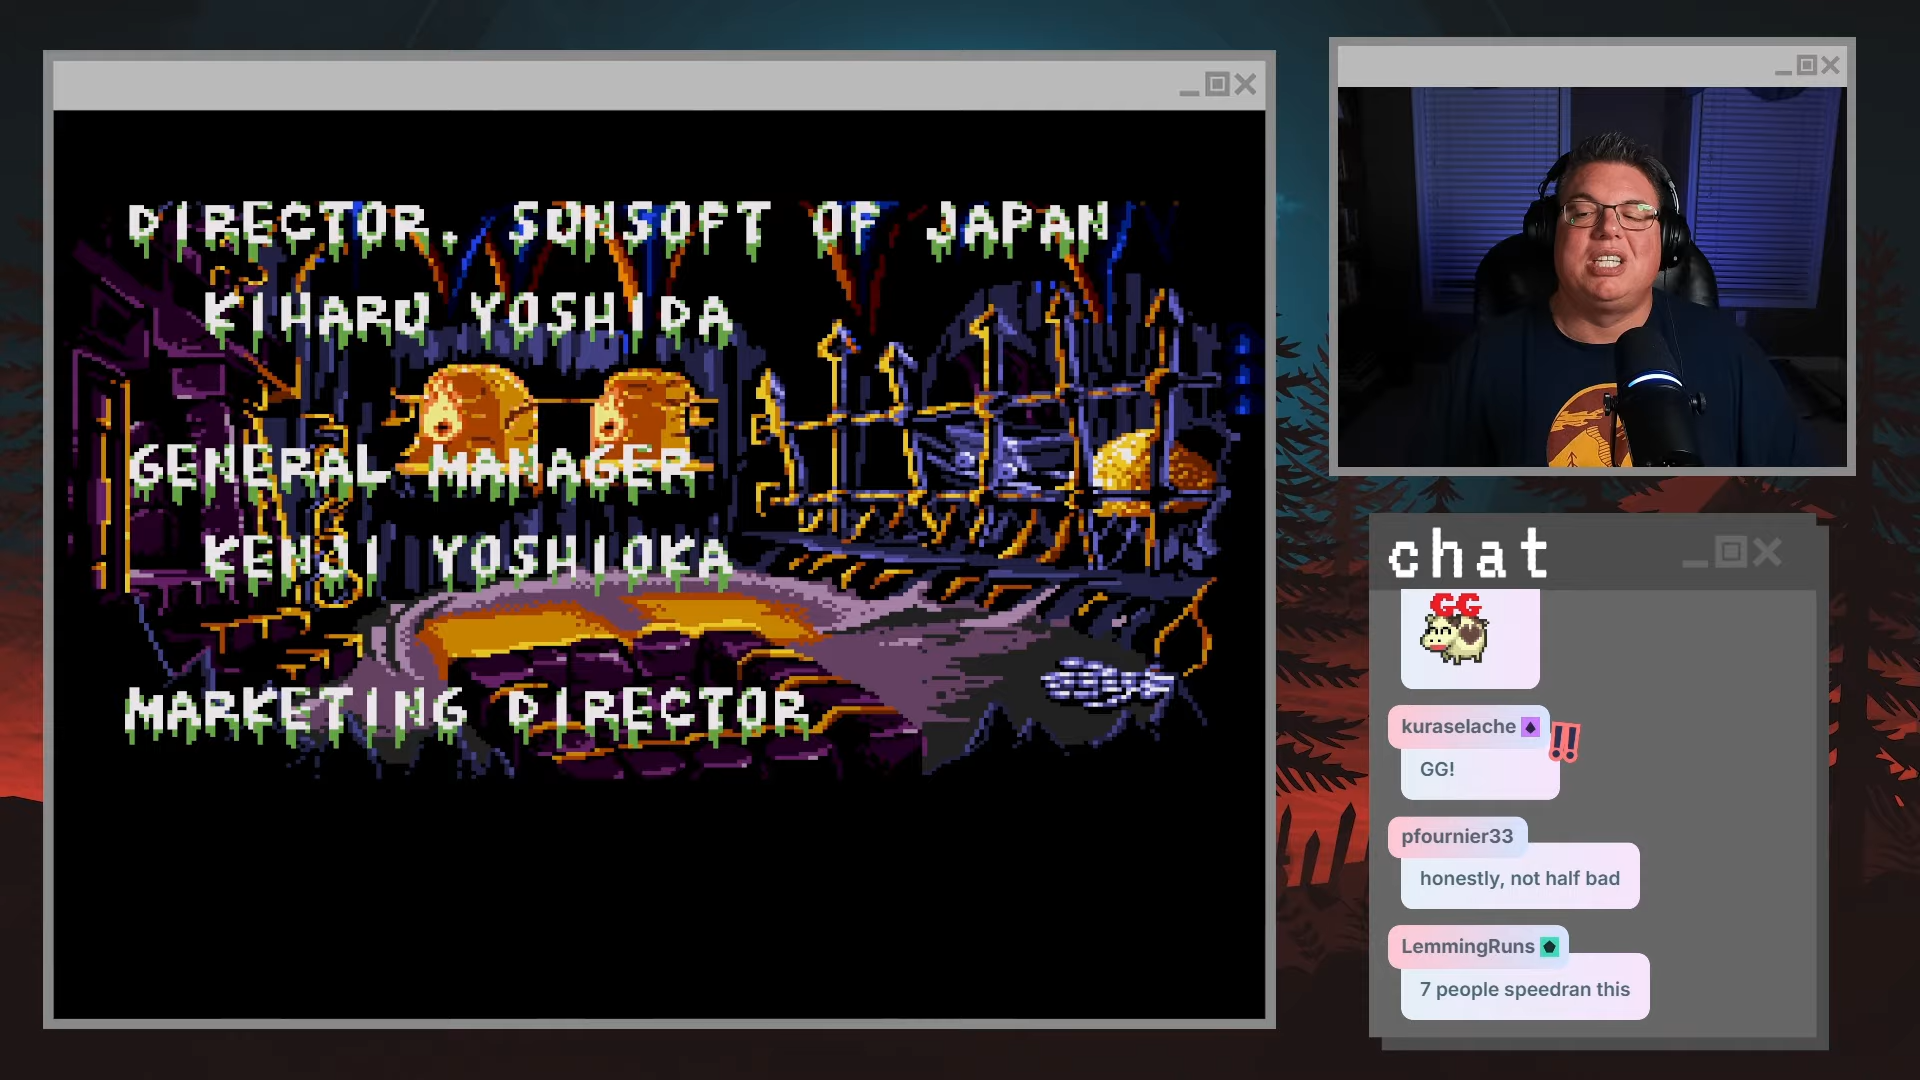 DIRECTOR, SUNSOFT OF JAPAN
KIHARU YOSHIDA
GENERAL MANAGER
KENJI YOSHIOKA
MARKETING DIRECTOR
chat
GG
kuraselache
GG!
pfournier33
honestly, not half bad
LemmingRuns
7 people speedran this